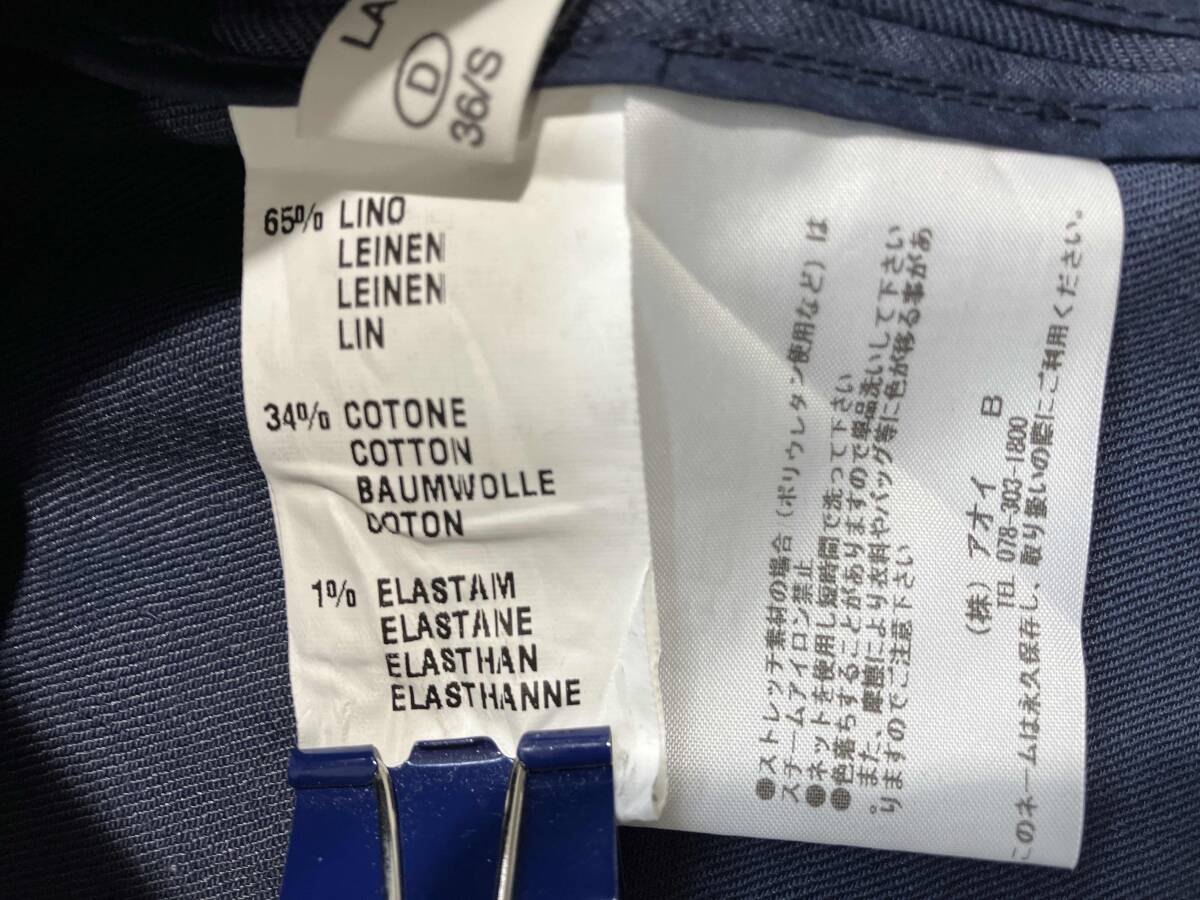 LA
D
36/S
65% LINO
LEINEN
LEINEN
LIN
34% COTONE
COTTON
BAUMWOLLE
COTON
1% ELASTAM
ELASTANE
ELASTHAN
ELASTHANNE
●ストレッチ素材の場合(ポリウレタン使用など)は
スチームアイロン禁止
●ネットを使用し短時間で洗って下さい
●色落ちすることがありますので単品洗いして下さい
。また、摩擦により衣料やバッグ等に色が移る事があ
りますのでご注意下さい
(株)アオイ B
TEL 078-303-1800
このネームは永久保存し、取り扱いの際にご利用ください。